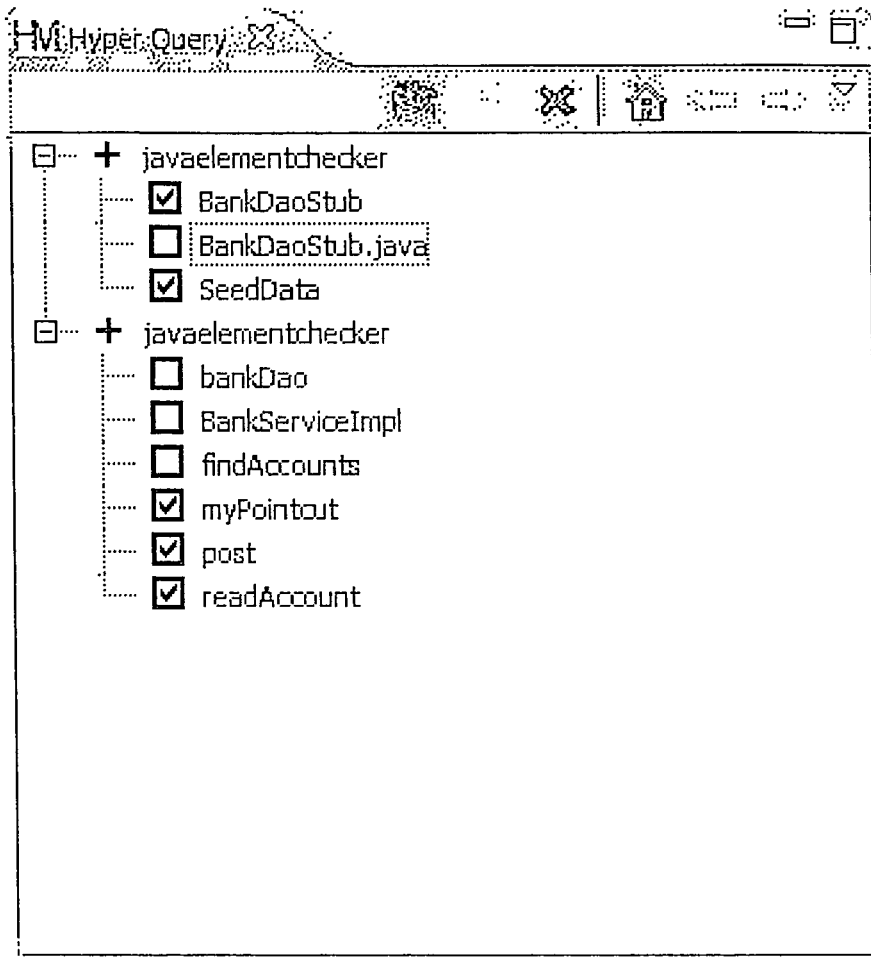 HM Hyper Query
javaelementchecker
BankDaoStub
BankDaoStub.java
SeedData
javaelementchecker
bankDao
BankServiceImpl
findAccounts
myPointcut
post
readAccount